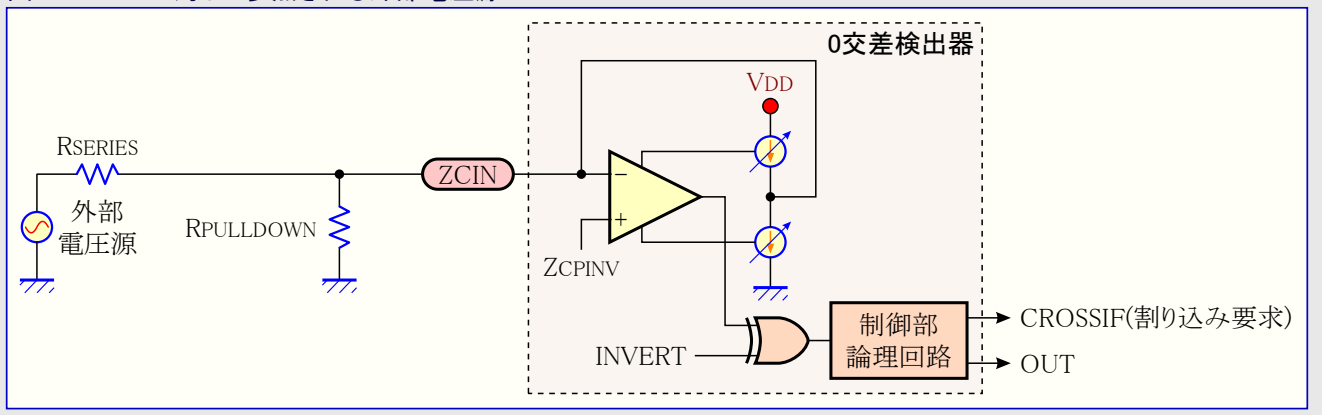 0交差検出器
VDD
RSERIES
ZCIN
外部
電圧源
RPULLDOWN
−
+
ZCPINV
INVERT
制御部
論理回路
CROSSIF(割り込み要求)
OUT